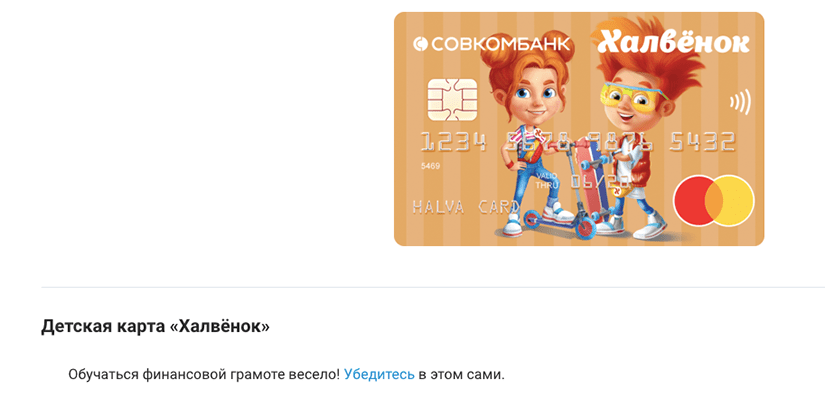 СОВКОМБАНК Халвёнок
1234 5678 9876 5432
5469
VALID THRU 06/20
HALVA CARD
Детская карта «Халвёнок»
Обучаться финансовой грамоте весело! Убедитесь в этом сами.